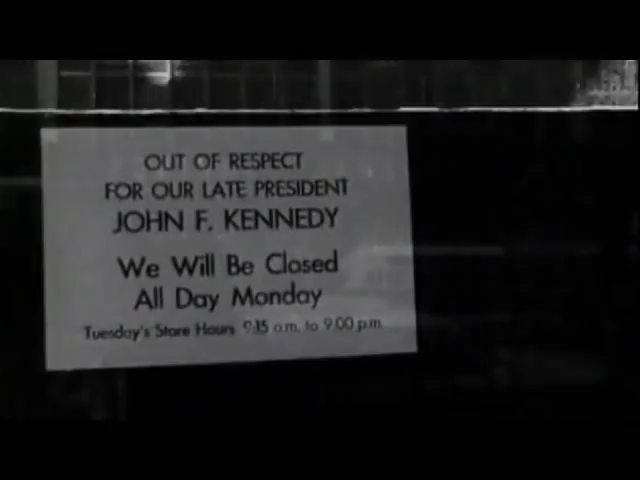 OUT OF RESPECT
FOR OUR LATE PRESIDENT
JOHN F. KENNEDY
We Will Be Closed
All Day Monday
Tuesday's Store Hours 9:15 a.m. to 9:00 p.m.